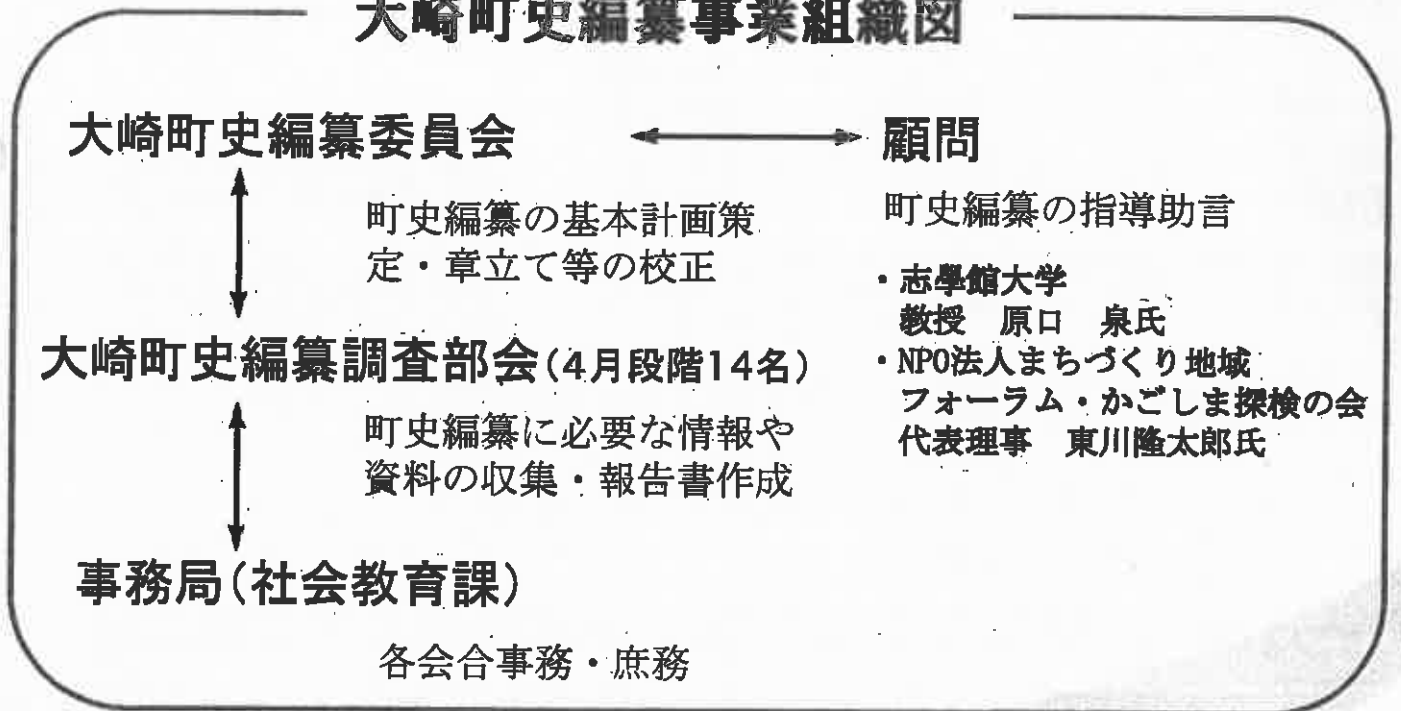 大崎町史編纂事業組織図
大崎町史編纂委員会
顧問
町史編纂の基本計画策
定・章立て等の校正
町史編纂の指導助言
・志學館大学
教授 原口 泉氏
・NPO法人まちづくり地域
フォーラム・かごしま探検の会
代表理事 東川隆太郎氏
大崎町史編纂調査部会(4月段階14名)
町史編纂に必要な情報や
資料の収集・報告書作成
事務局(社会教育課)
各会合事務・庶務